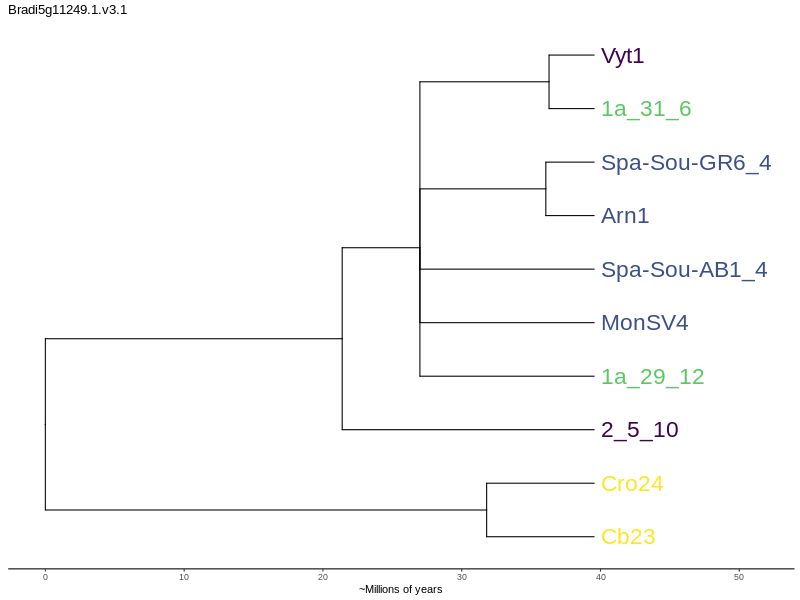 Bradi5g11249.1.v3.1
Vyt1
1a_31_6
Spa-Sou-GR6_4
Arn1
Spa-Sou-AB1_4
MonSV4
1a_29_12
2_5_10
Cro24
Cb23
0 10 20 30 40 50
~Millions of years